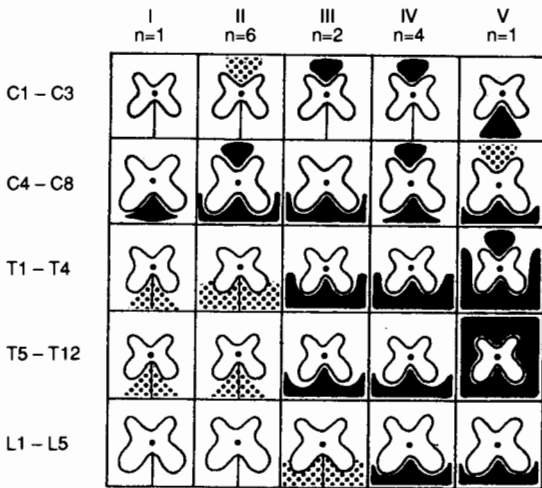 I II III IV V
n=1 n=6 n=2 n=4 n=1
C1 – C3
C4 – C8
T1 – T4
T5 – T12
L1 – L5